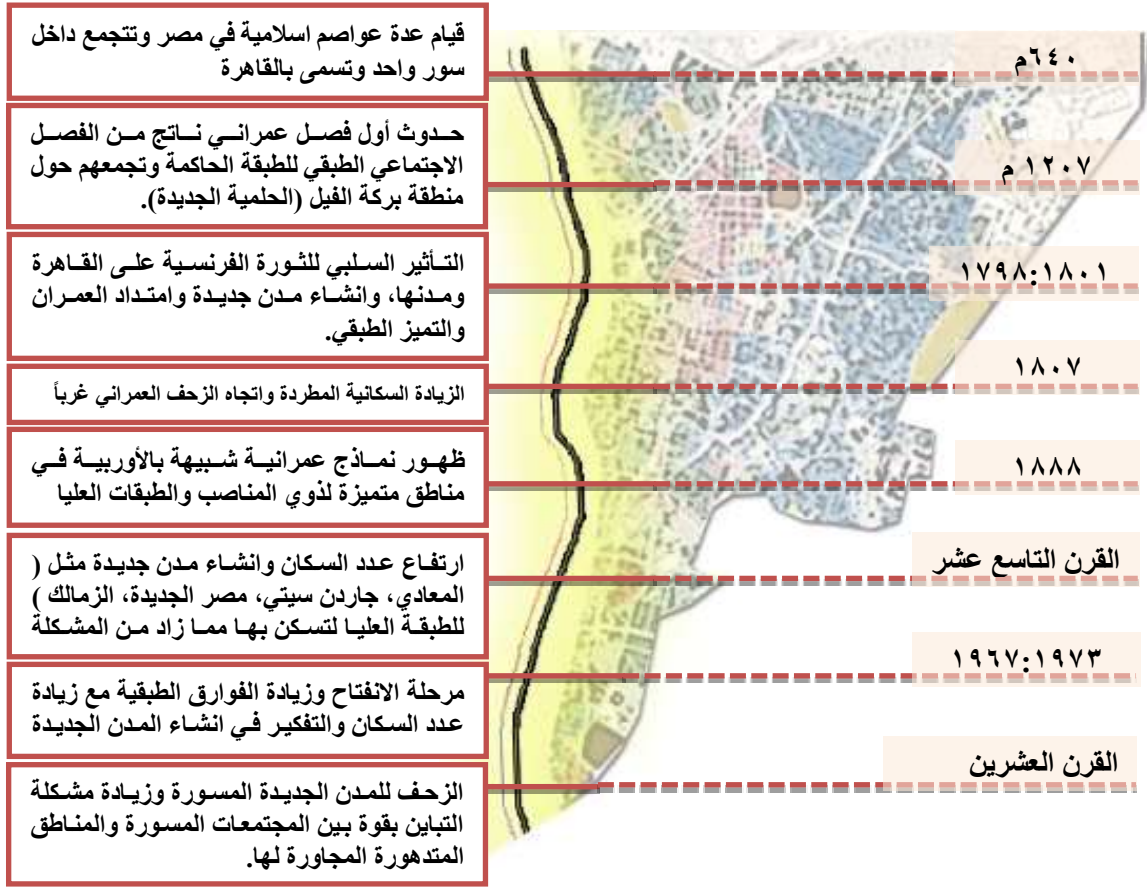 قيام عدة عواصم اسلامية في مصر وتتجمع داخل
سور واحد وتسمى بالقاهرة
٦٤٠م
حدوث أول فصل عمراني ناتج من الفصل
الاجتماعي الطبقي للطبقة الحاكمة وتجمعهم حول
منطقة بركة الفيل (الحلمية الجديدة).
١٢٠٧ م
التأثير السلبي للثورة الفرنسية على القاهرة
ومدنها، وانشاء مدن جديدة وامتداد العمران
والتميز الطبقي.
١٧٩٨:١٨٠١
الزيادة السكانية المطردة واتجاه الزحف العمراني غرباً
١٨٠٧
ظهور نماذج عمرانية شبيهة بالأوربية في
مناطق متميزة لذوي المناصب والطبقات العليا
١٨٨٨
ارتفاع عدد السكان وانشاء مدن جديدة مثل (
المعادي، جاردن سيتي، مصر الجديدة، الزمالك )
للطبقة العليا لتسكن بها مما زاد من المشكلة
القرن التاسع عشر
مرحلة الانفتاح وزيادة الفوارق الطبقية مع زيادة
عدد السكان والتفكير في انشاء المدن الجديدة
١٩٦٧:١٩٧٣
الزحف للمدن الجديدة المسورة وزيادة مشكلة
التباين بقوة بين المجتمعات المسورة والمناطق
المتدهورة المجاورة لها.
القرن العشرين